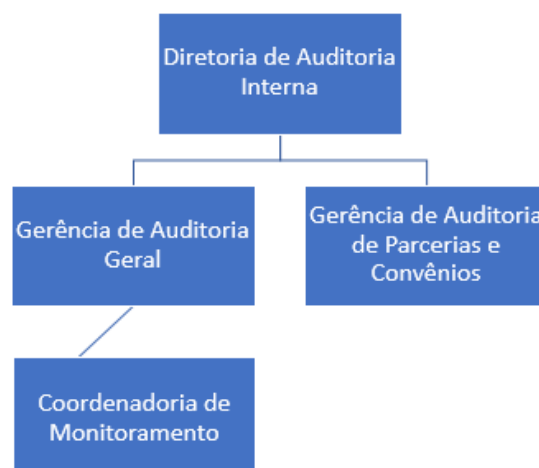 Diretoria de Auditoria
Interna
Gerência de Auditoria
Geral
Gerência de Auditoria
de Parcerias e
Convênios
Coordenadoria de
Monitoramento